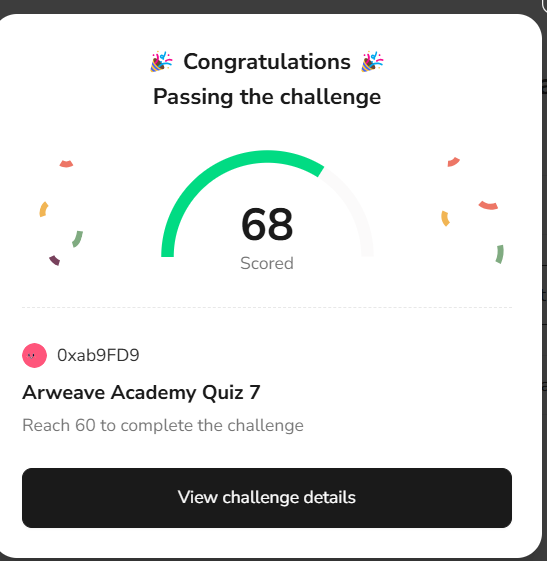 🎉 Congratulations 🎉
Passing the challenge
68
Scored
0xab9FD9
Arweave Academy Quiz 7
Reach 60 to complete the challenge
View challenge details